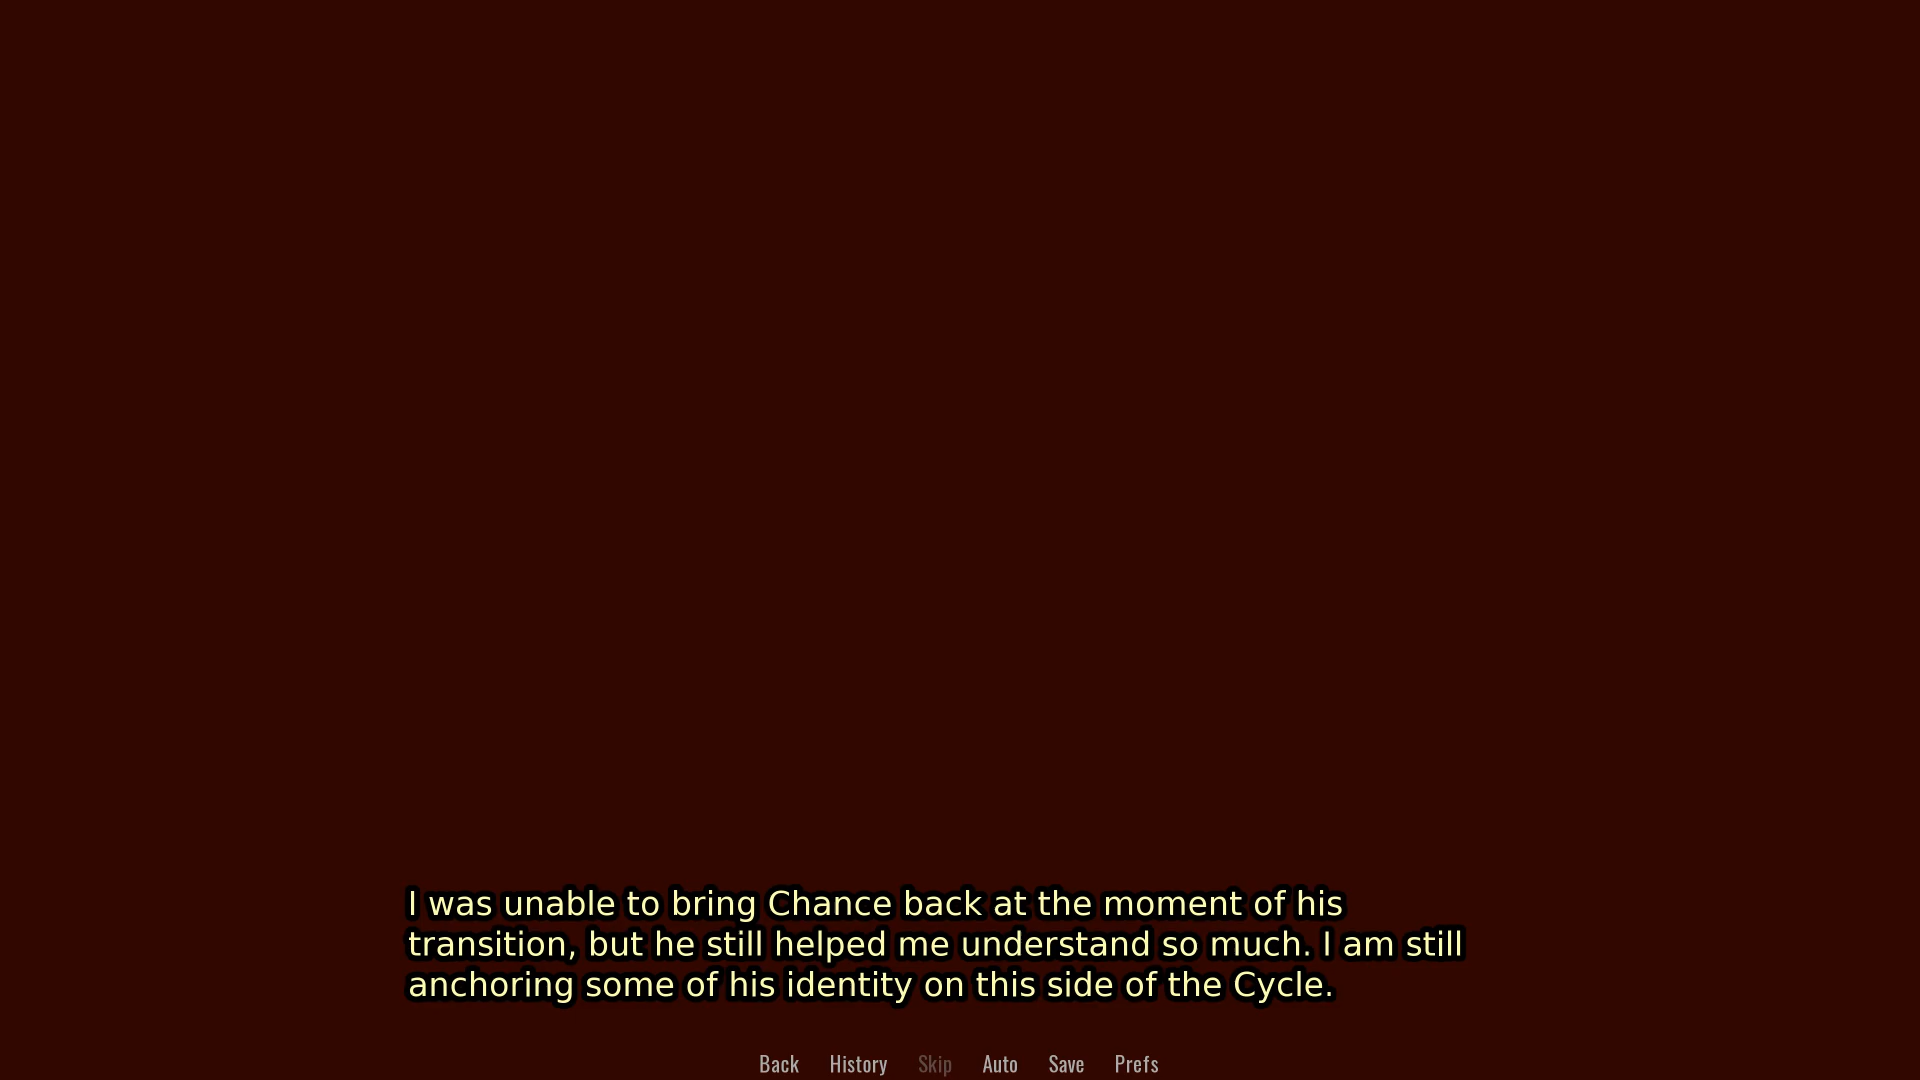 I was unable to bring Chance back at the moment of his
transition, but he still helped me understand so much. I am still
anchoring some of his identity on this side of the Cycle.
Back History Skip Auto Save Prefs